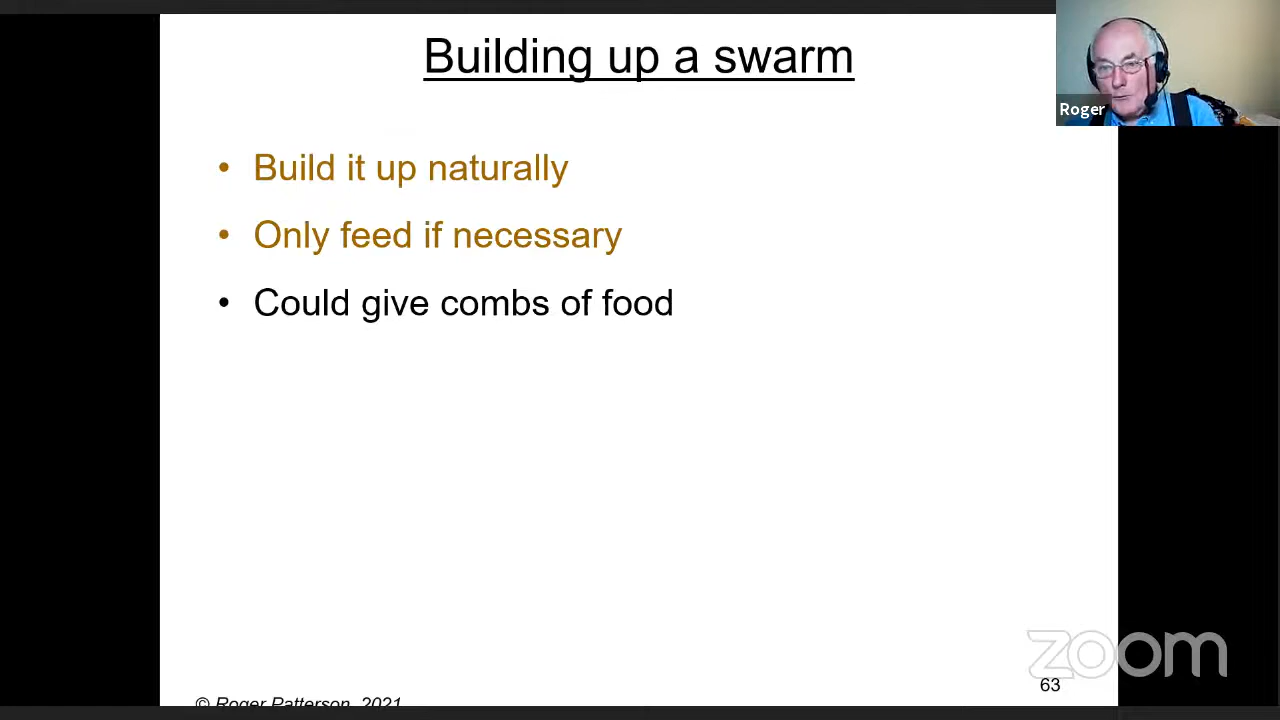 Building up a swarm
Roger
• Build it up naturally
• Only feed if necessary
• Could give combs of food
zoom
63
© Roger Patterson, 2021